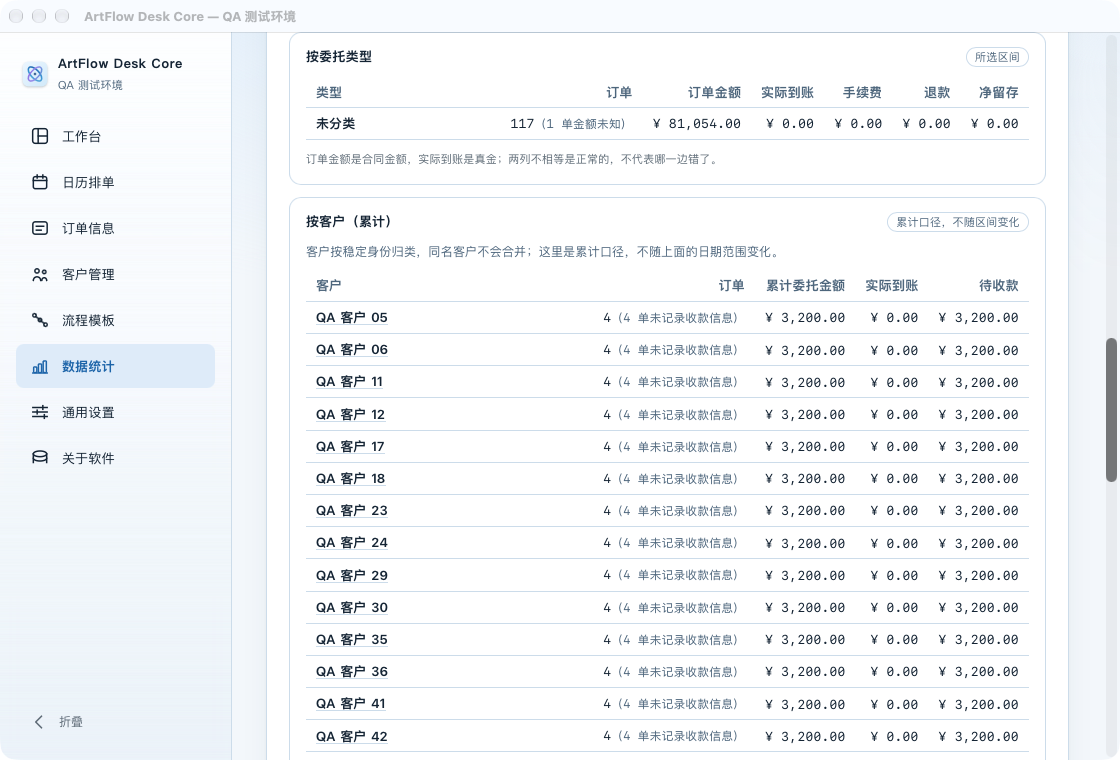 ArtFlow Desk Core — QA 测试环境
ArtFlow Desk Core
QA 测试环境
工作台
日历排单
订单信息
客户管理
流程模板
数据统计
通用设置
关于软件
折叠
按委托类型 所选区间
类型 订单 订单金额 实际到账 手续费 退款 净留存
未分类 117 (1 单金额未知) ¥ 81,054.00 ¥ 0.00 ¥ 0.00 ¥ 0.00 ¥ 0.00
订单金额是合同金额，实际到账是真金；两列不相等是正常的，不代表哪一边错了。
按客户（累计） 累计口径，不随区间变化
客户按稳定身份归类，同名客户不会合并；这里是累计口径，不随上面的日期范围变化。
客户 订单 累计委托金额 实际到账 待收款
QA 客户 05 4 (4 单未记录收款信息) ¥ 3,200.00 ¥ 0.00 ¥ 3,200.00
QA 客户 06 4 (4 单未记录收款信息) ¥ 3,200.00 ¥ 0.00 ¥ 3,200.00
QA 客户 11 4 (4 单未记录收款信息) ¥ 3,200.00 ¥ 0.00 ¥ 3,200.00
QA 客户 12 4 (4 单未记录收款信息) ¥ 3,200.00 ¥ 0.00 ¥ 3,200.00
QA 客户 17 4 (4 单未记录收款信息) ¥ 3,200.00 ¥ 0.00 ¥ 3,200.00
QA 客户 18 4 (4 单未记录收款信息) ¥ 3,200.00 ¥ 0.00 ¥ 3,200.00
QA 客户 23 4 (4 单未记录收款信息) ¥ 3,200.00 ¥ 0.00 ¥ 3,200.00
QA 客户 24 4 (4 单未记录收款信息) ¥ 3,200.00 ¥ 0.00 ¥ 3,200.00
QA 客户 29 4 (4 单未记录收款信息) ¥ 3,200.00 ¥ 0.00 ¥ 3,200.00
QA 客户 30 4 (4 单未记录收款信息) ¥ 3,200.00 ¥ 0.00 ¥ 3,200.00
QA 客户 35 4 (4 单未记录收款信息) ¥ 3,200.00 ¥ 0.00 ¥ 3,200.00
QA 客户 36 4 (4 单未记录收款信息) ¥ 3,200.00 ¥ 0.00 ¥ 3,200.00
QA 客户 41 4 (4 单未记录收款信息) ¥ 3,200.00 ¥ 0.00 ¥ 3,200.00
QA 客户 42 4 (4 单未记录收款信息) ¥ 3,200.00 ¥ 0.00 ¥ 3,200.00